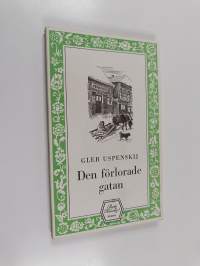 GLEB USPENSKIJ
Den förlorade
gatan